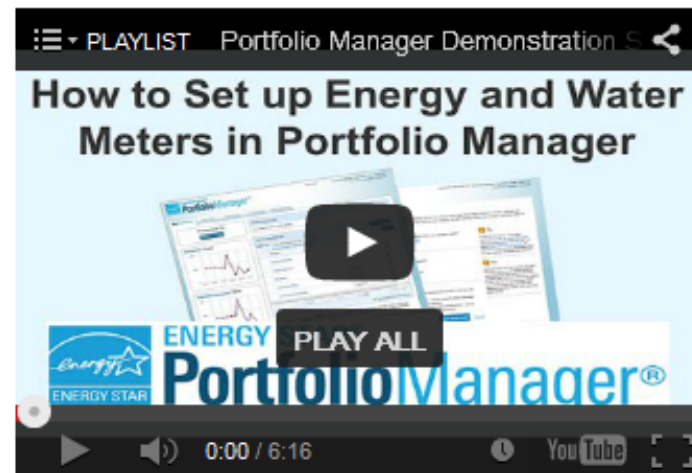 PLAYLIST Portfolio Manager Demonstration S
How to Set up Energy and Water
Meters in Portfolio Manager
PortfolioManager
PLAY ALL
energy
ENERGY STAR
ENERGY
PortfolioManager®
0:00 / 6:16
YouTube